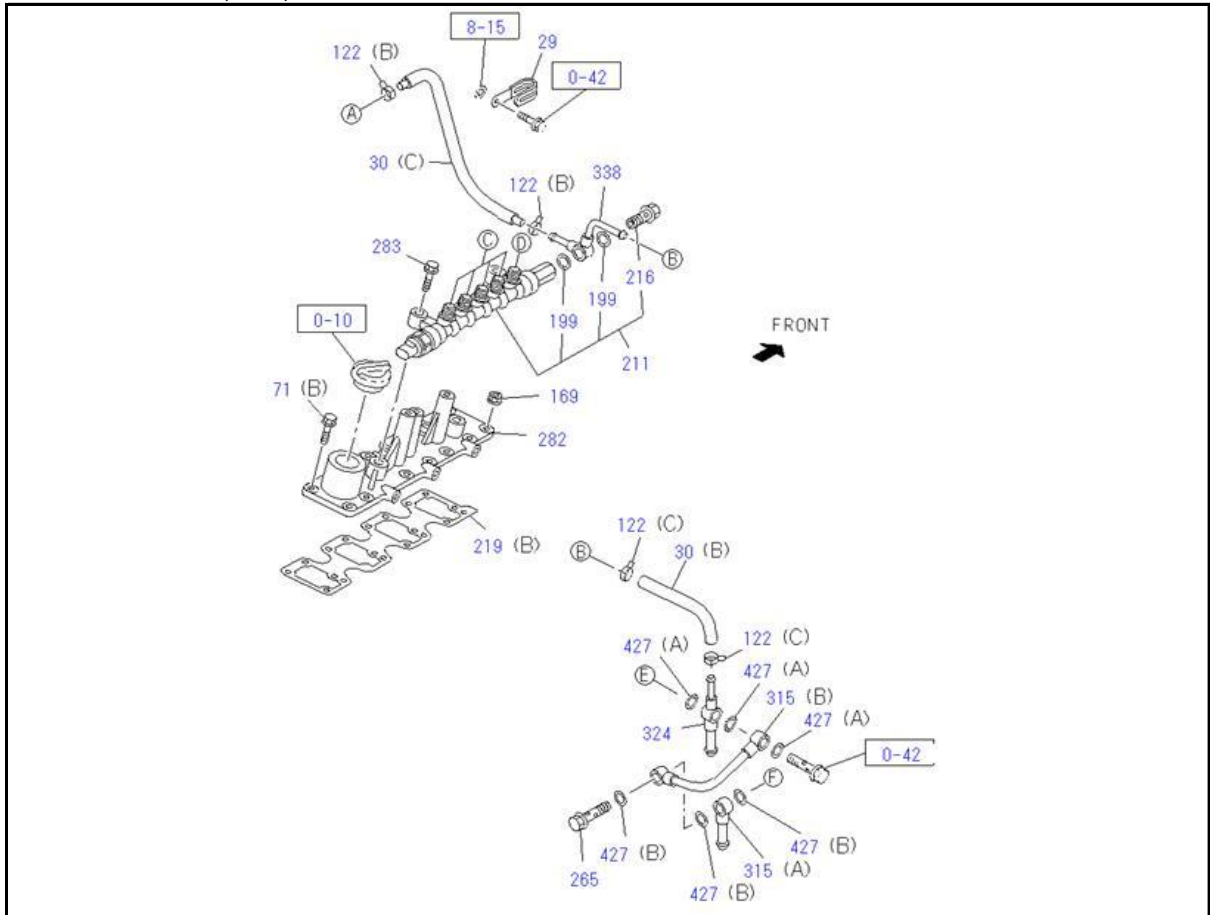 8-15
29
122 (B)
0-42
A
30 (C)
122 (B)
338
C
D
283
B
216
199
0-10
199
FRONT
211
71 (B)
169
282
122 (C)
219 (B)
B
30 (B)
427 (A)
122 (C)
E
427 (A)
315 (B)
427 (A)
324
0-42
F
427 (B)
427 (B)
265
315 (A)
427 (B)